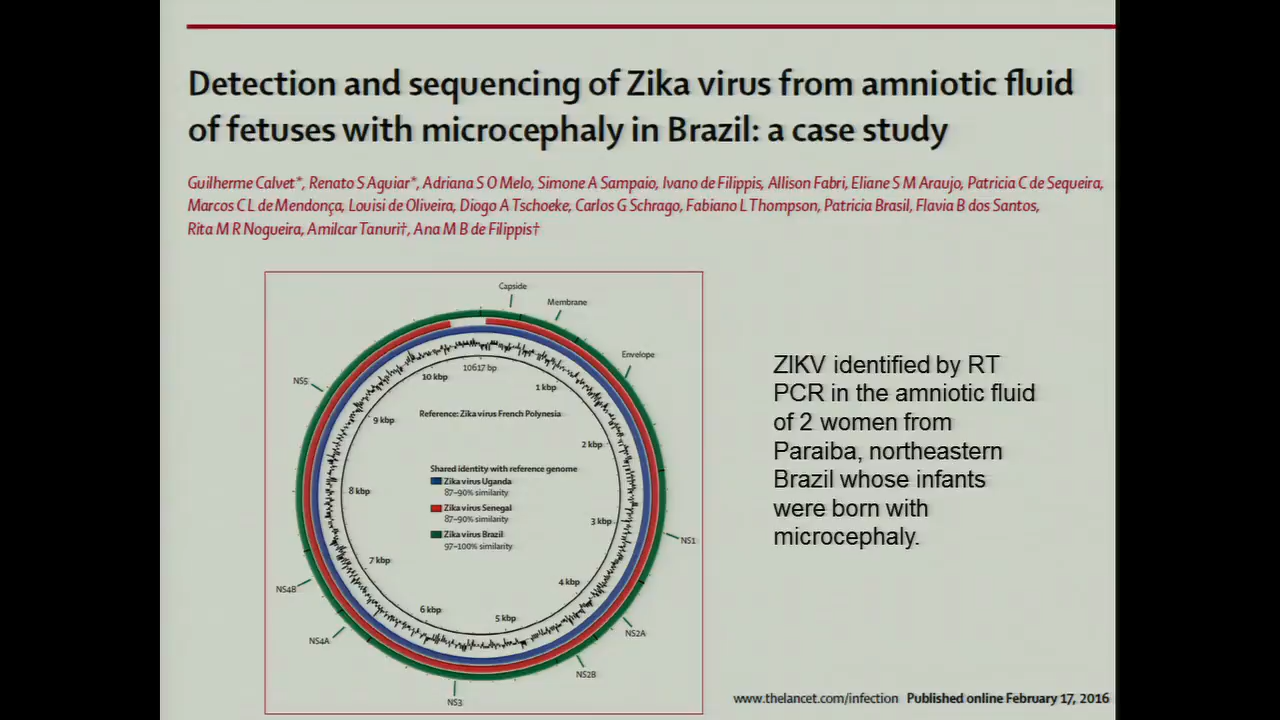 Detection and sequencing of Zika virus from amniotic fluid
of fetuses with microcephaly in Brazil: a case study
Guilherme Calvet*, Renato S Aguiar*, Adriana S O Melo, Simone A Sampaio, Ivano de Filippis, Allison Fabri, Eliane S M Araujo, Patricia C de Sequeira,
Marcos C L de Mendonça, Louisi de Oliveira, Diogo A Tschoeke, Carlos G Schrago, Fabiano L Thompson, Patricia Brasil, Flavia B dos Santos,
Rita M R Nogueira, Amilcar Tanuri†, Ana M B de Filippis†
Capside
Membrane
Envelope
NS5
10617 bp
10 kbp
1 kbp
9 kbp
Reference: Zika virus French Polynesia
2 kbp
Shared identity with reference genome
Zika virus Uganda
87–90% similarity
8 kbp
Zika virus Senegal
87–90% similarity
3 kbp
Zika virus Brazil
97–100% similarity
NS1
7 kbp
4 kbp
NS4B
6 kbp
5 kbp
NS4A
NS2A
NS2B
NS3
ZIKV identified by RT
PCR in the amniotic fluid
of 2 women from
Paraiba, northeastern
Brazil whose infants
were born with
microcephaly.
www.thelancet.com/infection Published online February 17, 2016